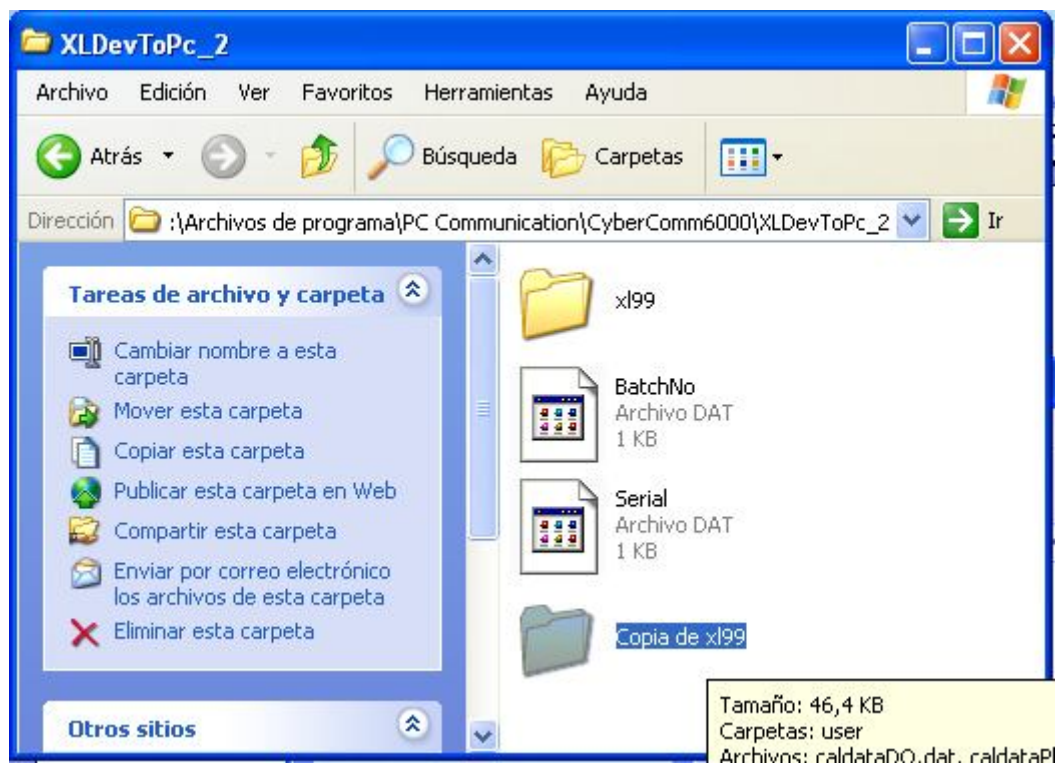 XLDevToPc_2
Archivo Edición Ver Favoritos Herramientas Ayuda
Atrás Búsqueda Carpetas
Dirección :\Archivos de programa\PC Communication\CyberComm6000\XLDevToPc_2 Ir
Tareas de archivo y carpeta
Cambiar nombre a esta
carpeta
Mover esta carpeta
Copiar esta carpeta
Publicar esta carpeta en Web
Compartir esta carpeta
Enviar por correo electrónico
los archivos de esta carpeta
Eliminar esta carpeta
Otros sitios
xl99
BatchNo
Archivo DAT
1 KB
Serial
Archivo DAT
1 KB
Copia de xl99
Tamaño: 46,4 KB
Carpetas: user
Archivos: caldataDO.dat, caldataP